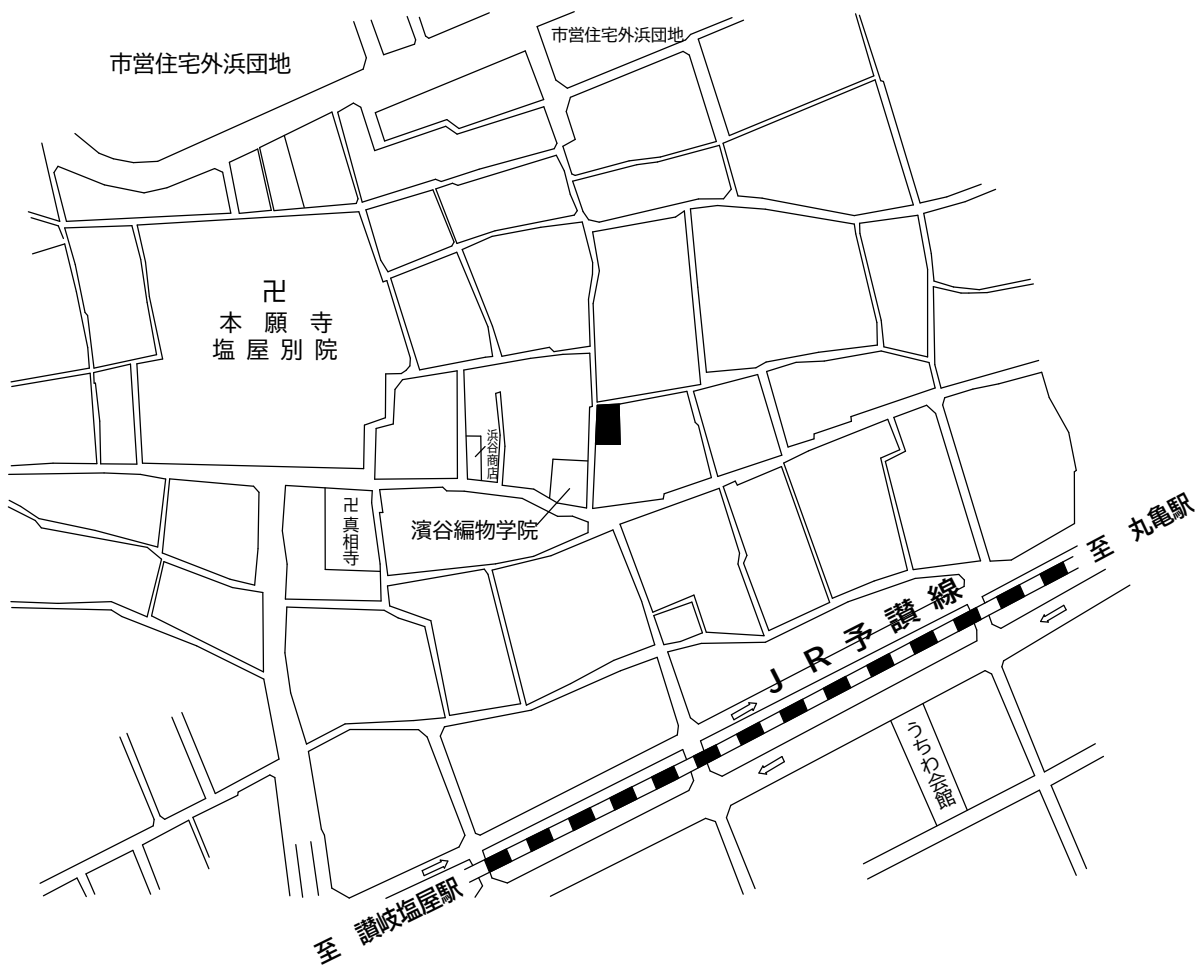 市営住宅外浜団地
市営住宅外浜団地
卍
本願寺
塩屋別院
浜谷商店
卍真相寺
濱谷編物学院
至 丸亀駅
JR予讃線
うちわ会館
至 讃岐塩屋駅